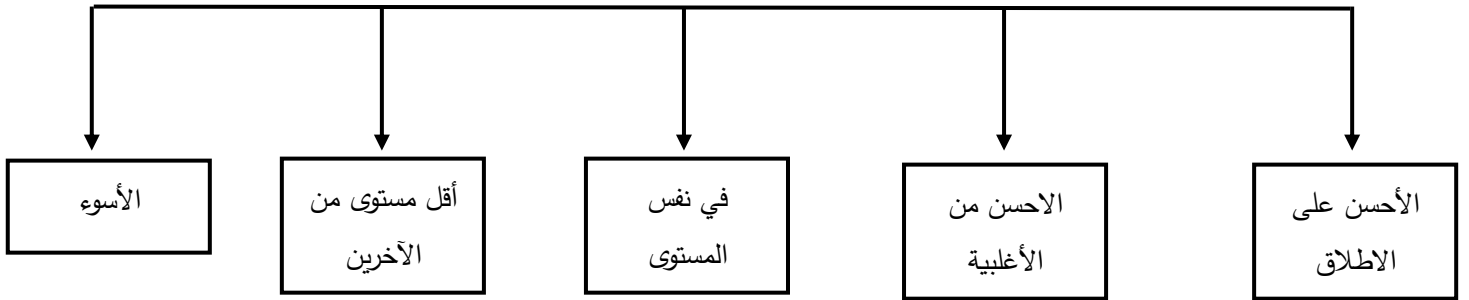 الأحسن على
الاطلاق
الاحسن من
الأغلبية
في نفس
المستوى
أقل مستوى من
الآخرين
الأسوء